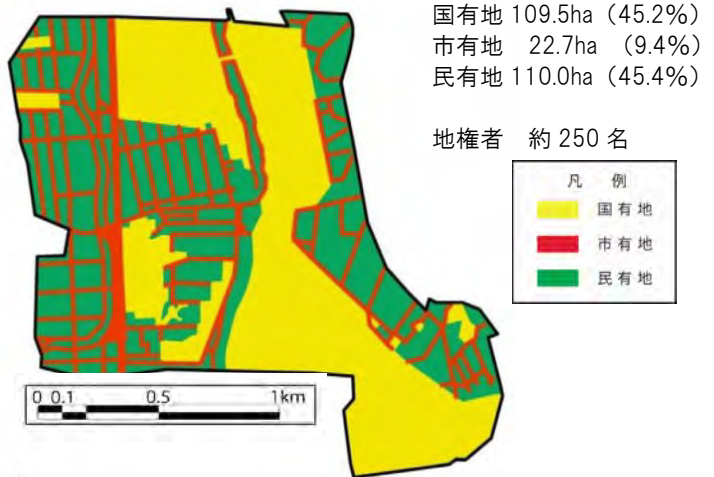 国有地 109.5ha（45.2%）
市有地　22.7ha　（9.4%）
民有地 110.0ha（45.4%）
地権者　約 250 名
凡　例
国有地
市有地
民有地
0 0.1 0.5 1km